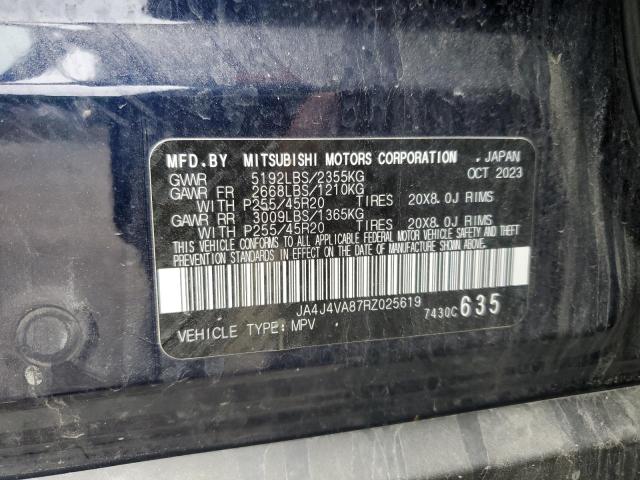 MFD.BY MITSUBISHI MOTORS CORPORATION , JAPAN
GVWR 5192LBS/2355KG OCT 2023
GAWR FR 2668LBS/1210KG
WITH P255/45R20 TIRES 20X8.0J RIMS
GAWR RR 3009LBS/1365KG
WITH P255/45R20 TIRES 20X8.0J RIMS
THIS VEHICLE CONFORMS TO ALL APPLICABLE FEDERAL MOTOR VEHICLE SAFETY AND THEFT
PREVENTION STANDARDS IN EFFECT ON THE DATE OF MANUFACTURE SHOWN ABOVE.
JA4J4VA87RZ025619
7430C 635
VEHICLE TYPE: MPV